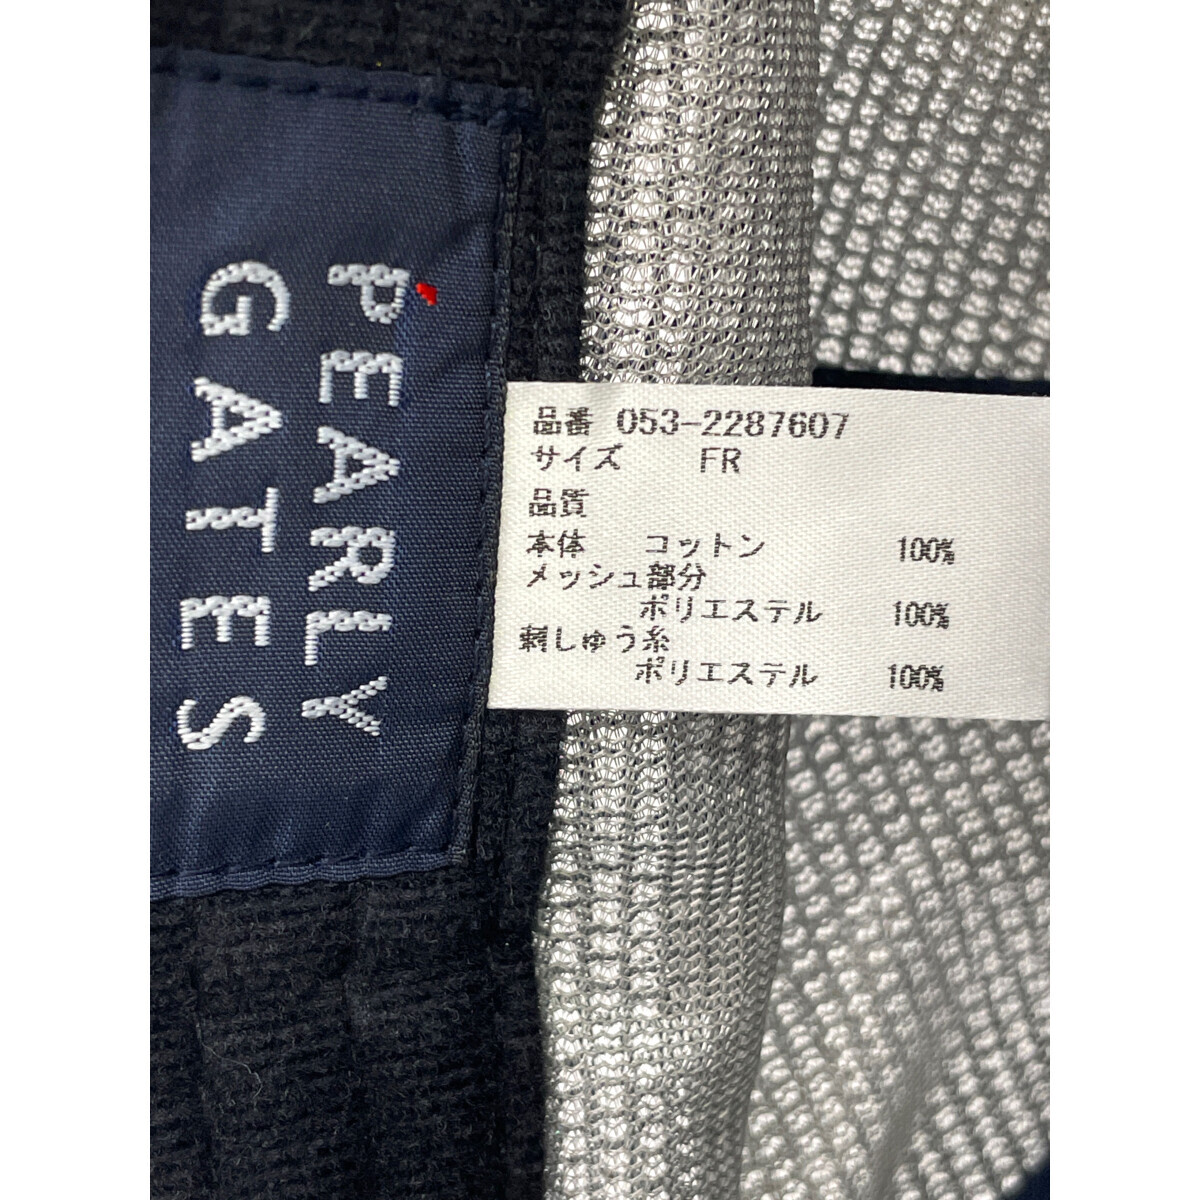 PEARLY
GATES
品番 053-2287607
サイズ FR
品質
本体 コットン 100%
メッシュ部分
ポリエステル 100%
刺しゅう糸
ポリエステル 100%